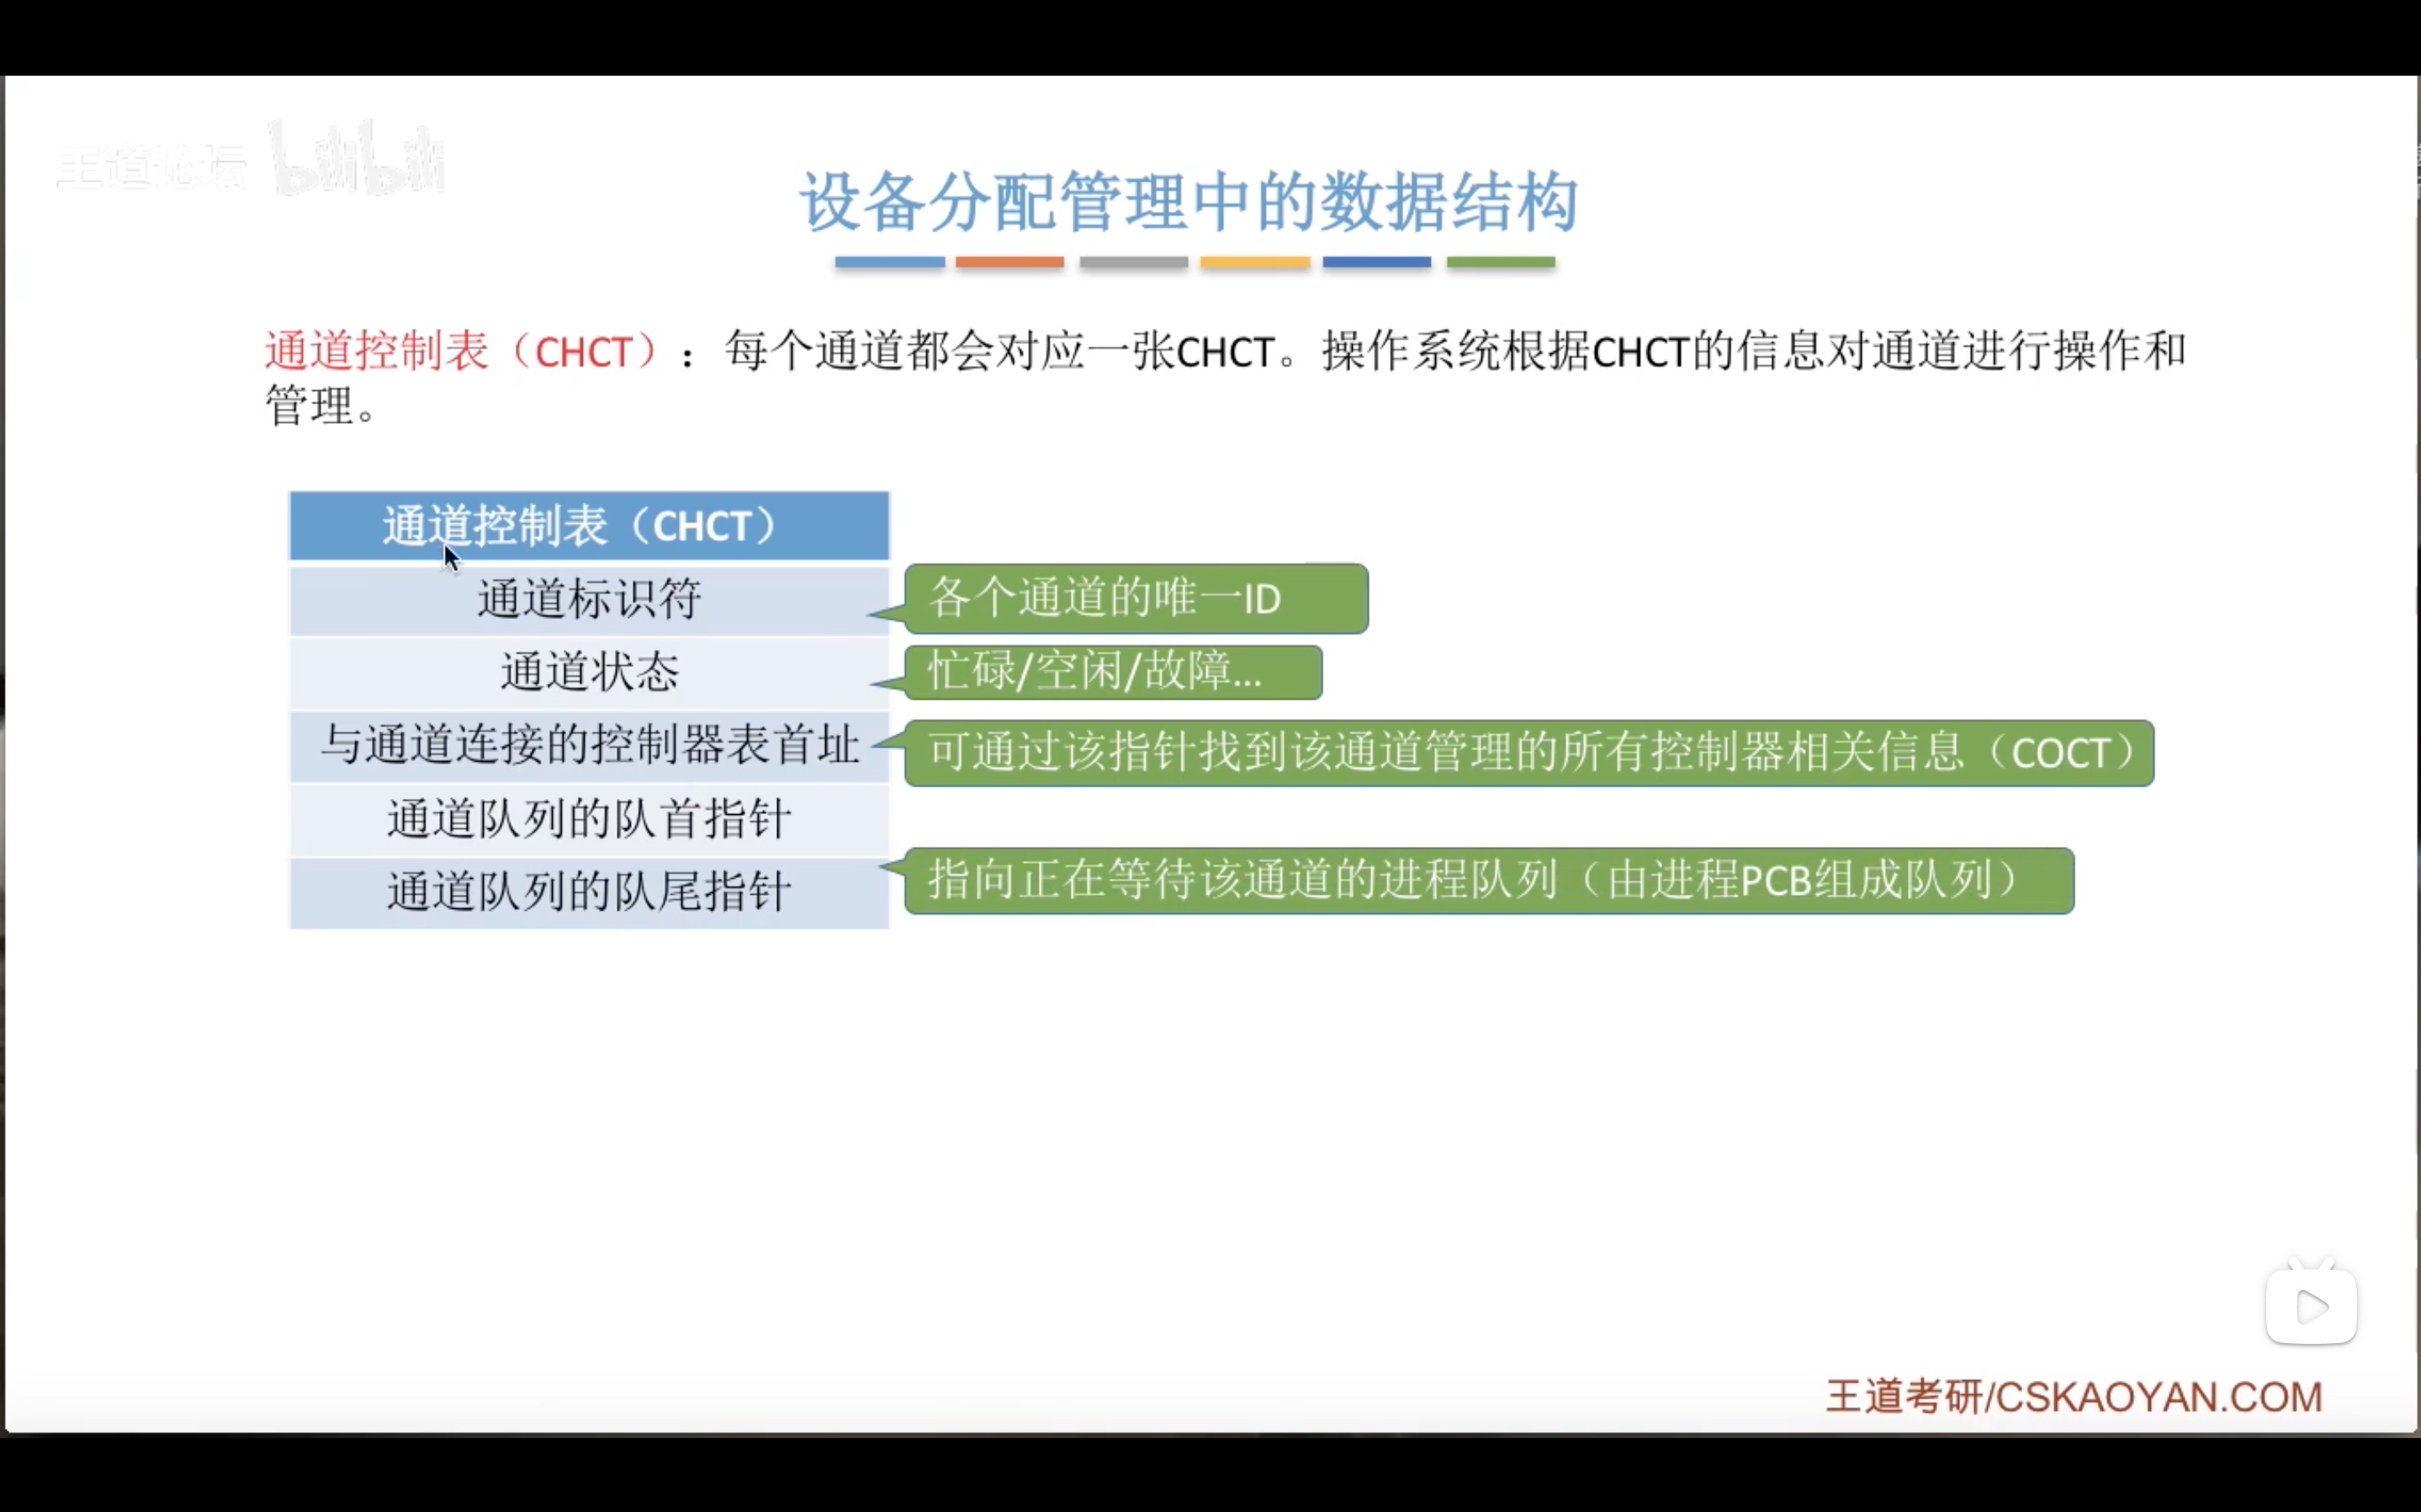 王道论坛 bilibili
设备分配管理中的数据结构
通道控制表（CHCT）：每个通道都会对应一张CHCT。操作系统根据CHCT的信息对通道进行操作和
管理。
通道控制表（CHCT）
通道标识符
各个通道的唯一ID
通道状态
忙碌/空闲/故障...
与通道连接的控制器表首址
可通过该指针找到该通道管理的所有控制器相关信息（COCT）
通道队列的队首指针
通道队列的队尾指针
指向正在等待该通道的进程队列（由进程PCB组成队列）
王道考研/CSKAOYAN.COM